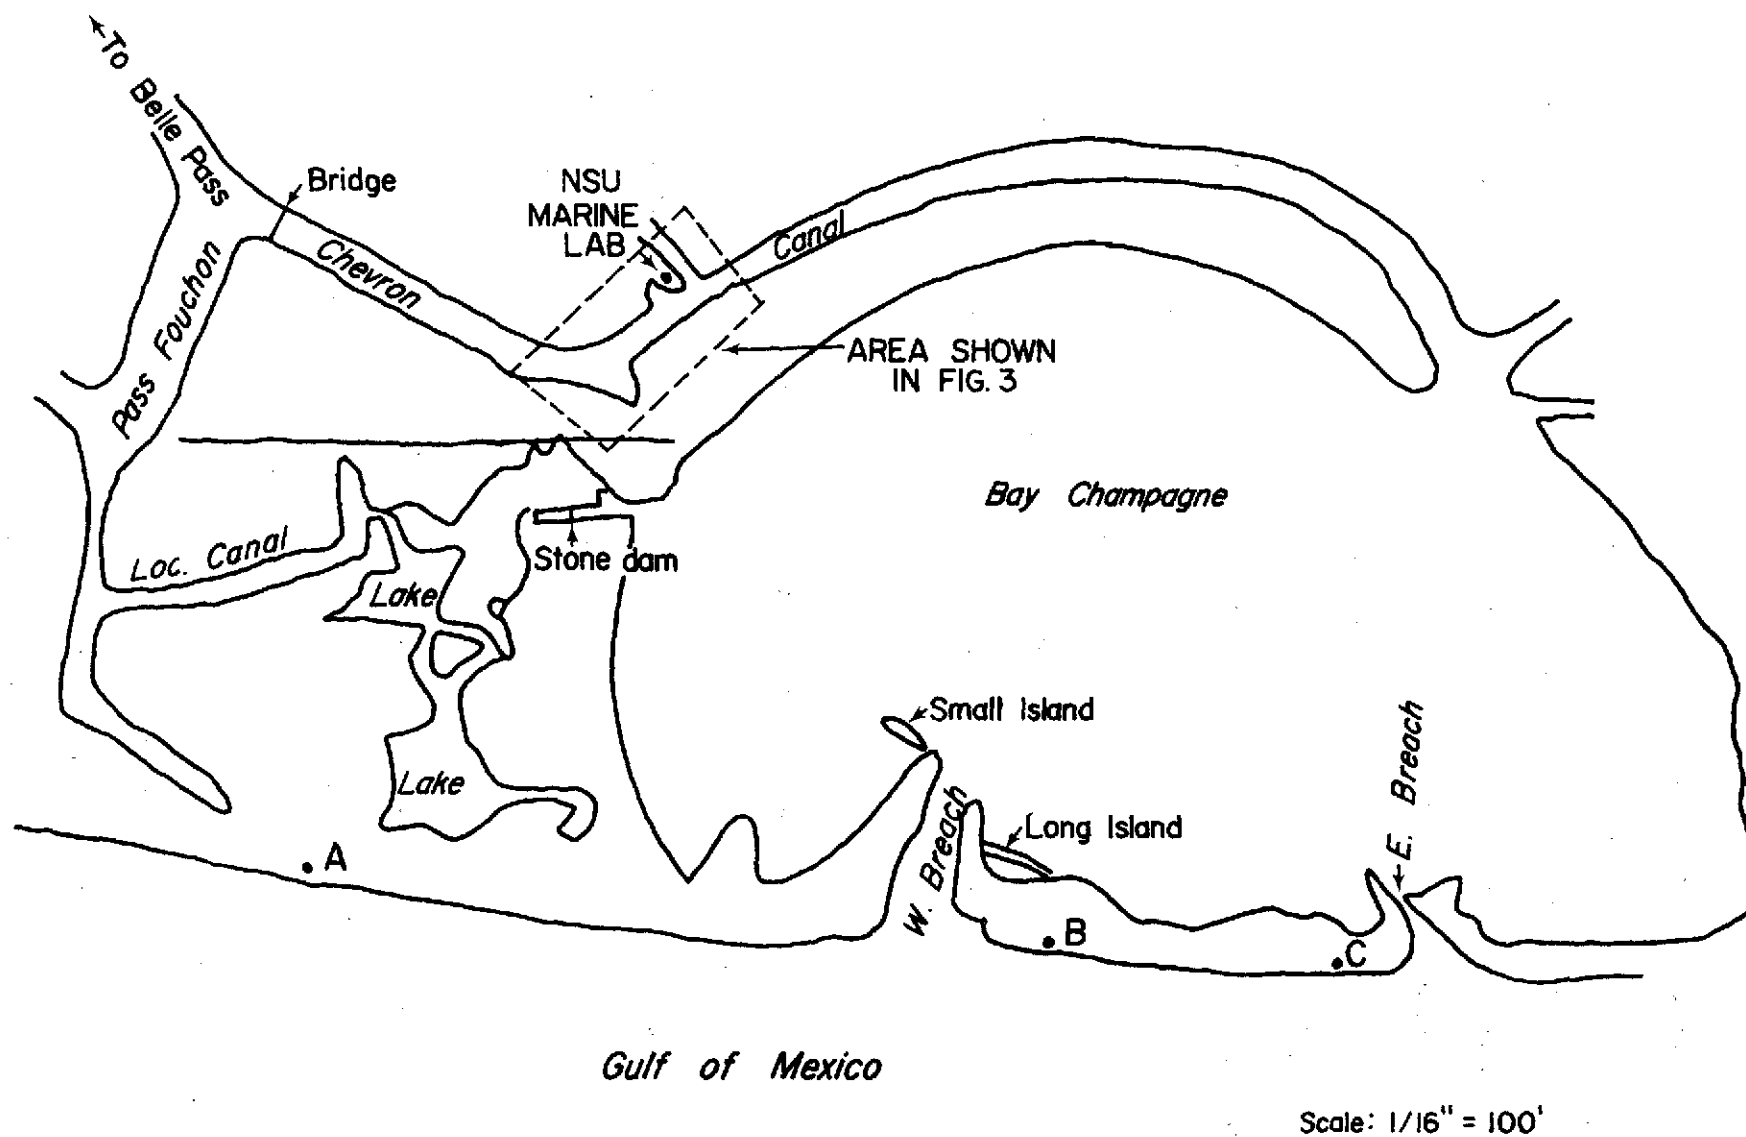 To Belle Pass
Bridge
NSU
MARINE
LAB
Canal
Chevron
Pass Fouchon
AREA SHOWN
IN FIG. 3
Bay Champagne
Loc. Canal
Stone dam
Lake
Small Island
E. Breach
Lake
W. Breach
Long Island
A
B
C
Gulf of Mexico
Scale: 1/16" = 100'